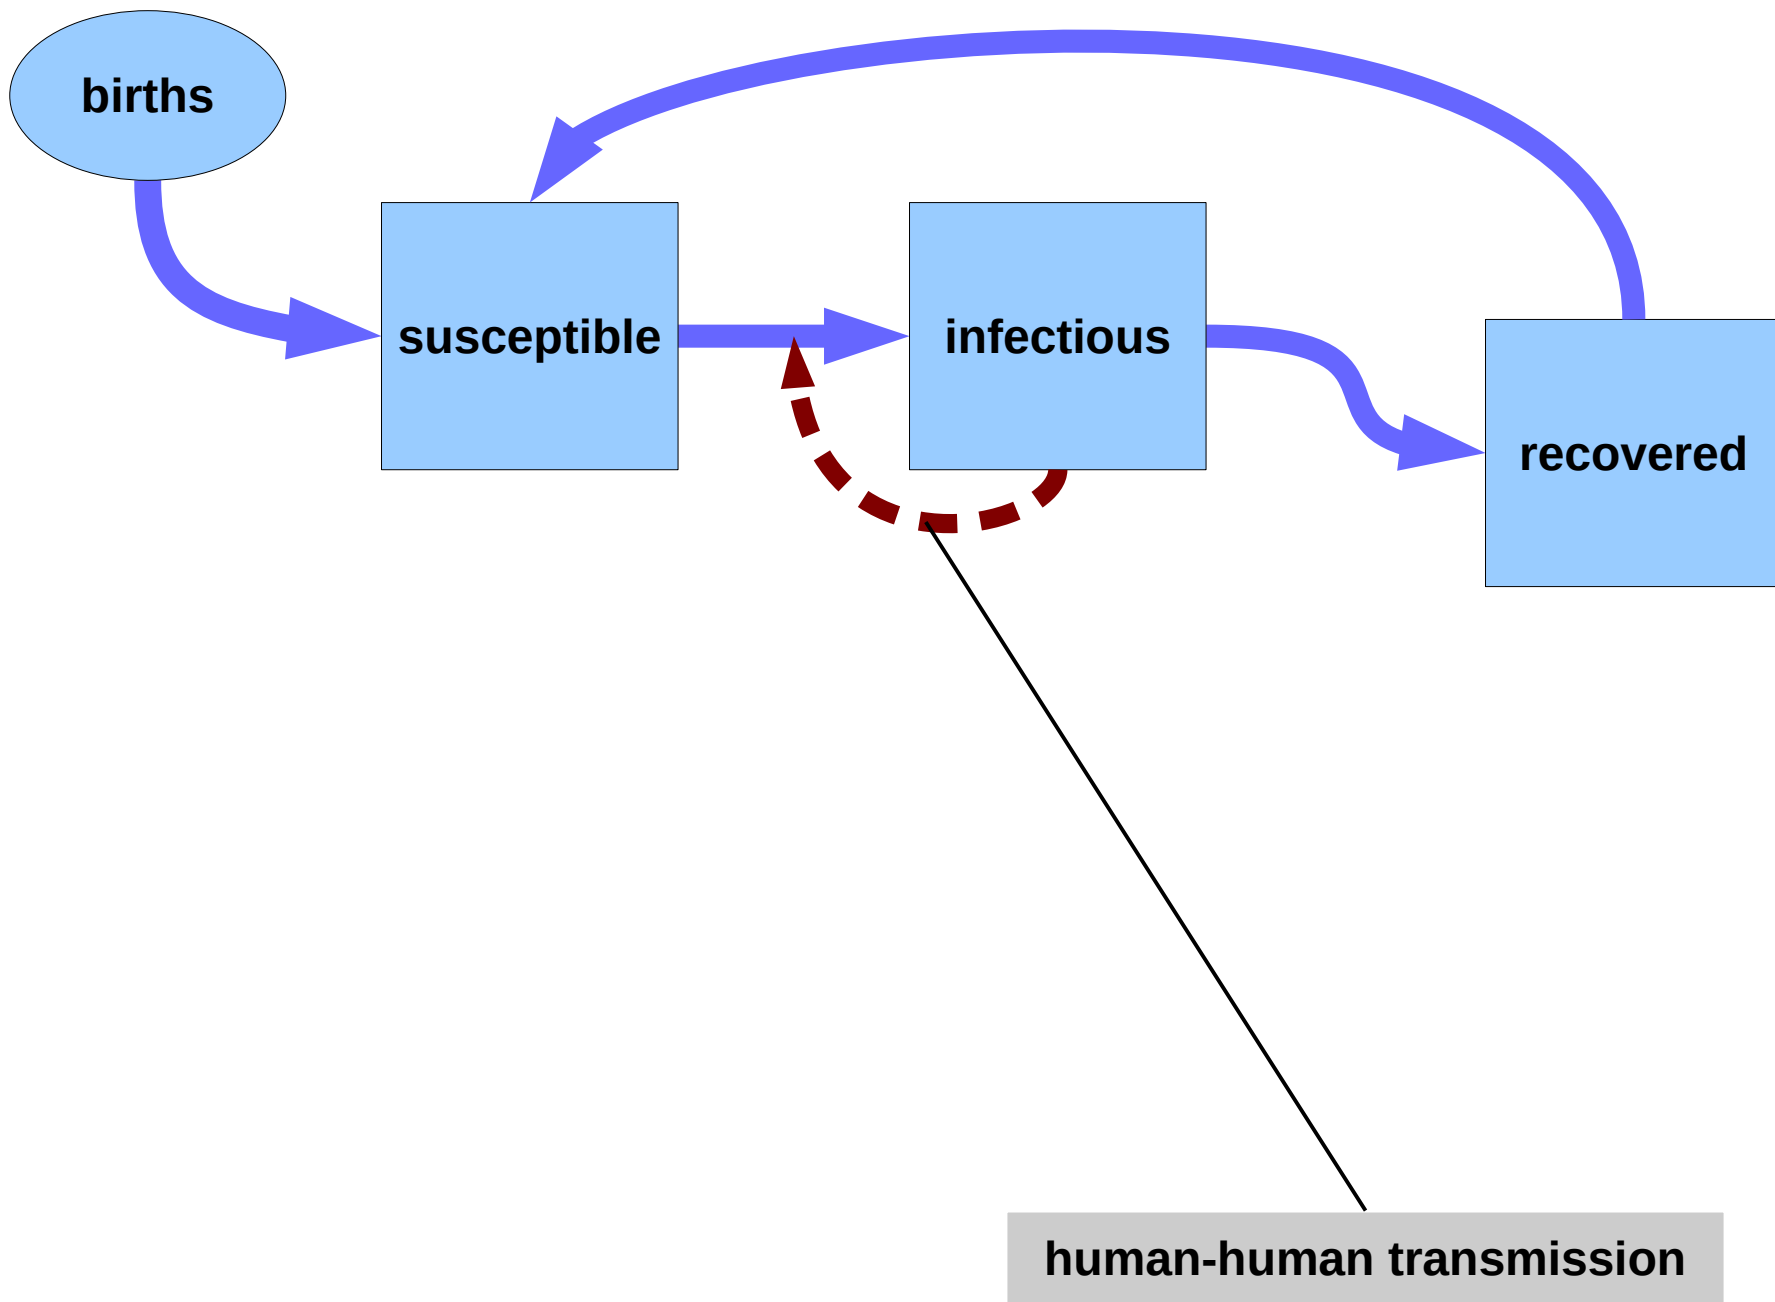 births
susceptible
infectious
recovered
human-human transmission